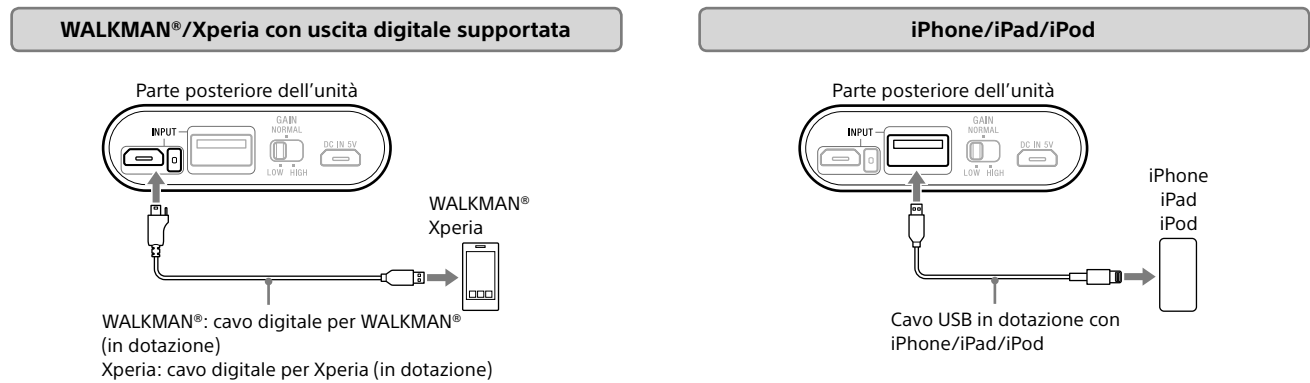 WALKMAN®/Xperia con uscita digitale supportata
Parte posteriore dell'unità
INPUT
GAIN
NORMAL
LOW HIGH
DC IN 5V
WALKMAN®
Xperia
WALKMAN®: cavo digitale per WALKMAN®
(in dotazione)
Xperia: cavo digitale per Xperia (in dotazione)
iPhone/iPad/iPod
Parte posteriore dell'unità
INPUT
GAIN
NORMAL
LOW HIGH
DC IN 5V
iPhone
iPad
iPod
Cavo USB in dotazione con
iPhone/iPad/iPod